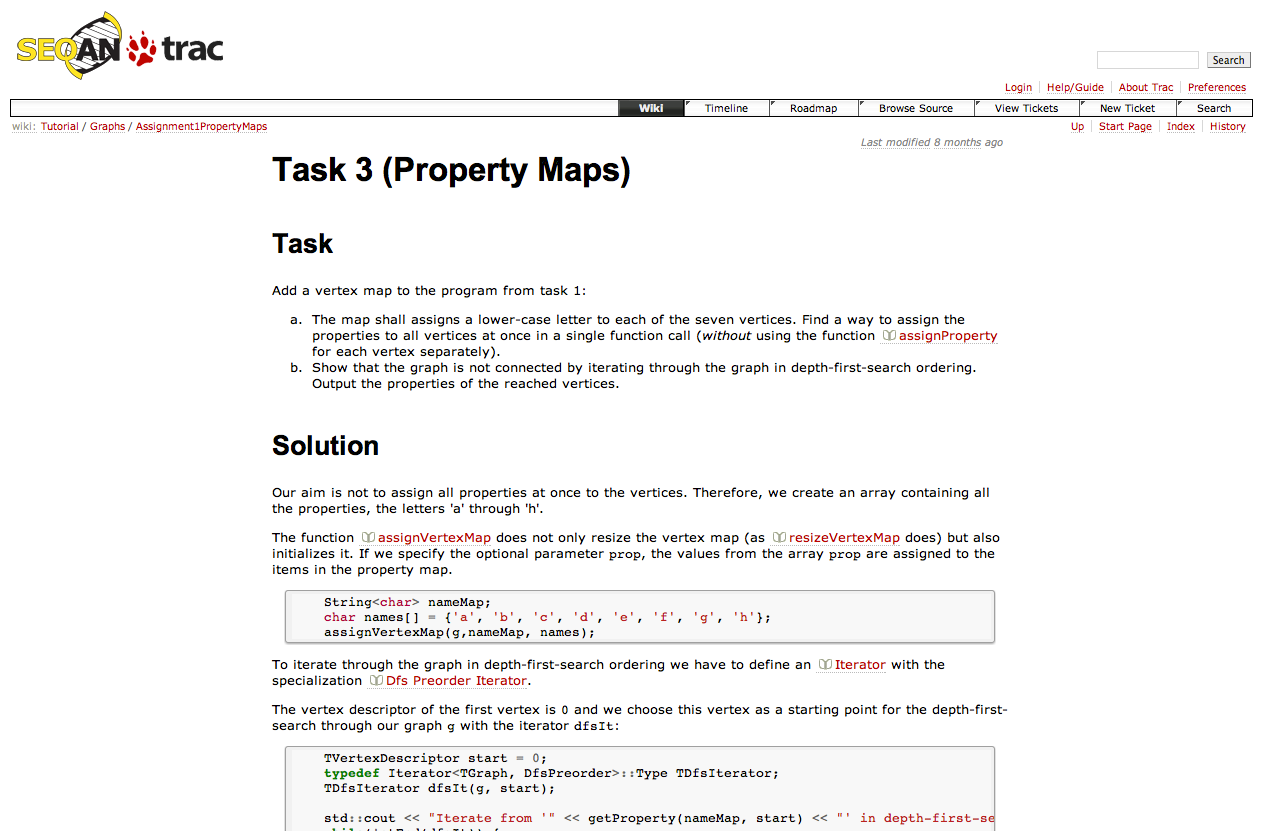 SEQAN trac
Search
Login Help/Guide About Trac Preferences
Wiki Timeline Roadmap Browse Source View Tickets New Ticket Search
wiki: Tutorial / Graphs / Assignment1PropertyMaps
Up Start Page Index History
Last modified 8 months ago
Task 3 (Property Maps)
Task
Add a vertex map to the program from task 1:
a. The map shall assigns a lower-case letter to each of the seven vertices. Find a way to assign the
properties to all vertices at once in a single function call (without using the function assignProperty
for each vertex separately).
b. Show that the graph is not connected by iterating through the graph in depth-first-search ordering.
Output the properties of the reached vertices.
Solution
Our aim is not to assign all properties at once to the vertices. Therefore, we create an array containing all
the properties, the letters 'a' through 'h'.
The function assignVertexMap does not only resize the vertex map (as resizeVertexMap does) but also
initializes it. If we specify the optional parameter prop, the values from the array prop are assigned to the
items in the property map.
String<char> nameMap;
char names[] = {'a', 'b', 'c', 'd', 'e', 'f', 'g', 'h'};
assignVertexMap(g,nameMap, names);
To iterate through the graph in depth-first-search ordering we have to define an Iterator with the
specialization Dfs Preorder Iterator.
The vertex descriptor of the first vertex is 0 and we choose this vertex as a starting point for the depth-first-
search through our graph g with the iterator dfsIt:
TVertexDescriptor start = 0;
typedef Iterator<TGraph, DfsPreorder>::Type TDfsIterator;
TDfsIterator dfsIt(g, start);
std::cout << "Iterate from '" << getProperty(nameMap, start) << "' in depth-first-se